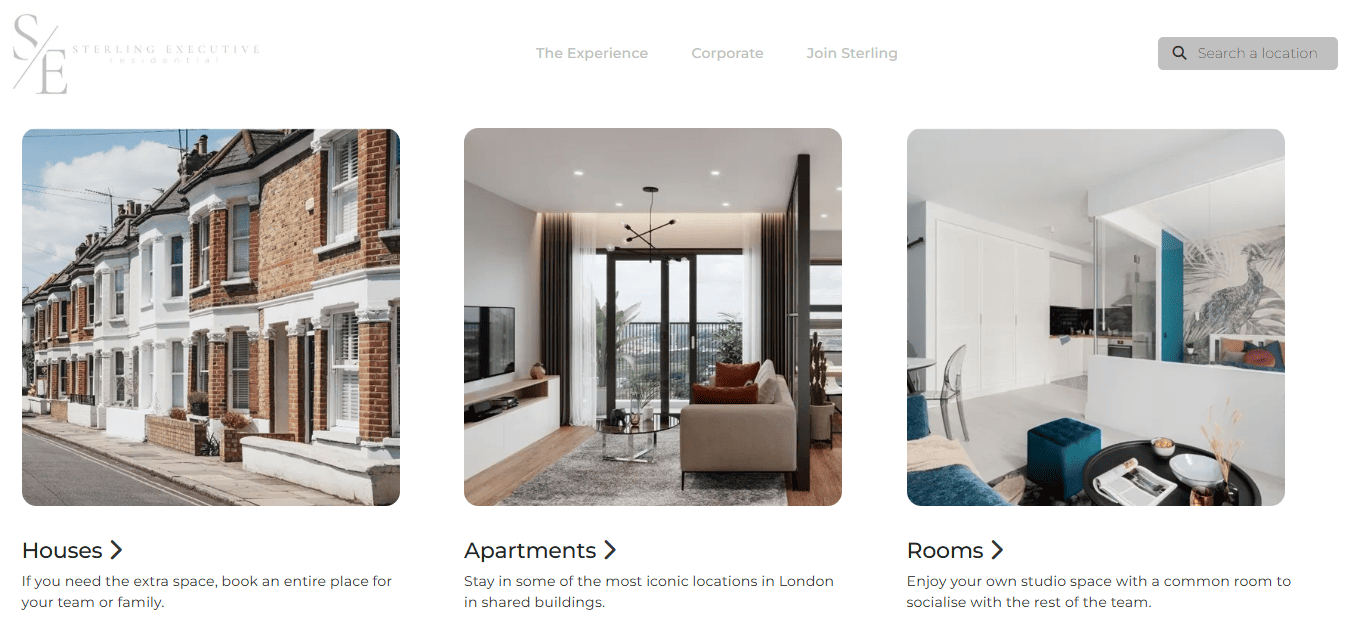 S/E
STERLING EXECUTIVE
residential
The Experience
Corporate
Join Sterling
Search a location
Houses
If you need the extra space, book an entire place for
your team or family.
Apartments
Stay in some of the most iconic locations in London
in shared buildings.
Rooms
Enjoy your own studio space with a common room to
socialise with the rest of the team.